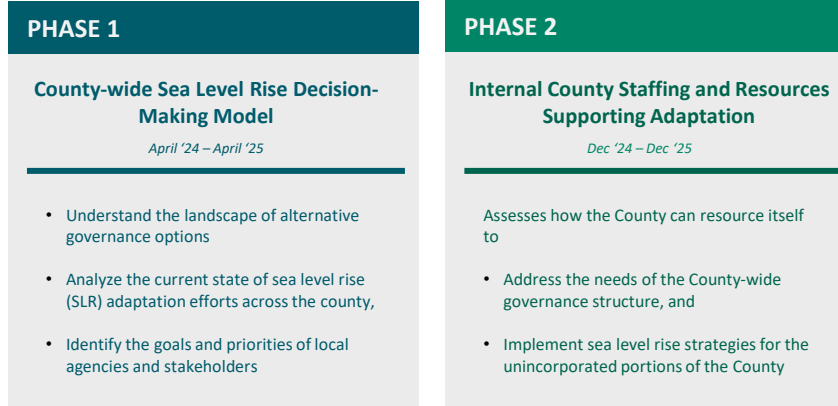 PHASE 1
County-wide Sea Level Rise Decision-
Making Model
April ‘24 – April ‘25
• Understand the landscape of alternative
governance options
• Analyze the current state of sea level rise
(SLR) adaptation efforts across the county,
• Identify the goals and priorities of local
agencies and stakeholders
PHASE 2
Internal County Staffing and Resources
Supporting Adaptation
Dec ‘24 – Dec ‘25
Assesses how the County can resource itself
to
• Address the needs of the County-wide
governance structure, and
• Implement sea level rise strategies for the
unincorporated portions of the County